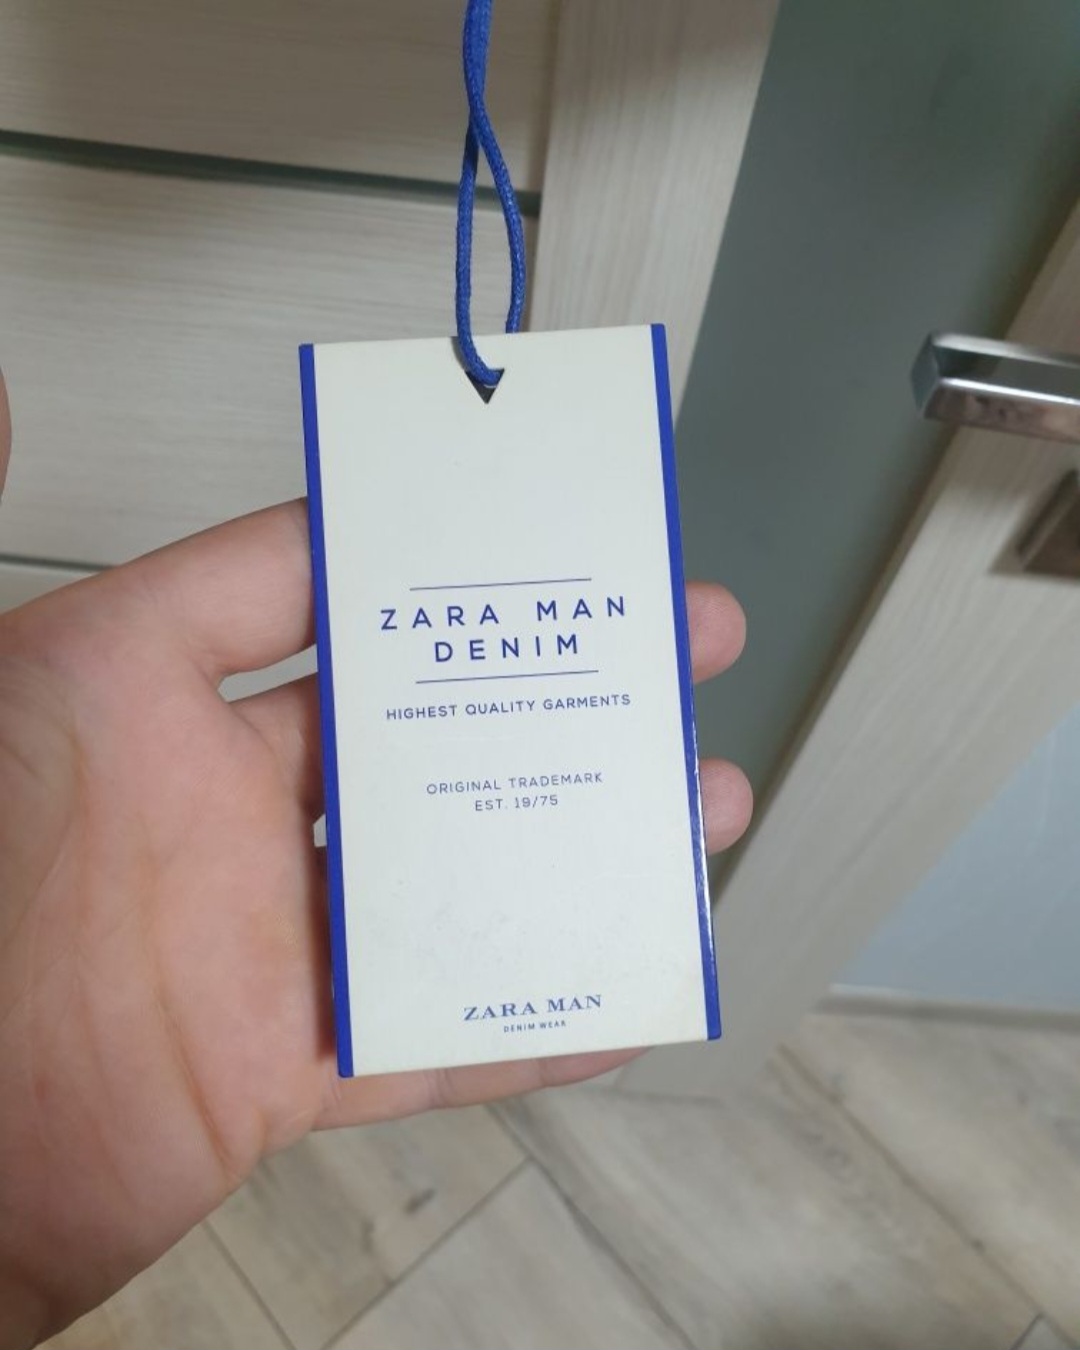 ZARA MAN
DENIM
HIGHEST QUALITY GARMENTS
ORIGINAL TRADEMARK
EST. 19/75
ZARA MAN
DENIM WEAR